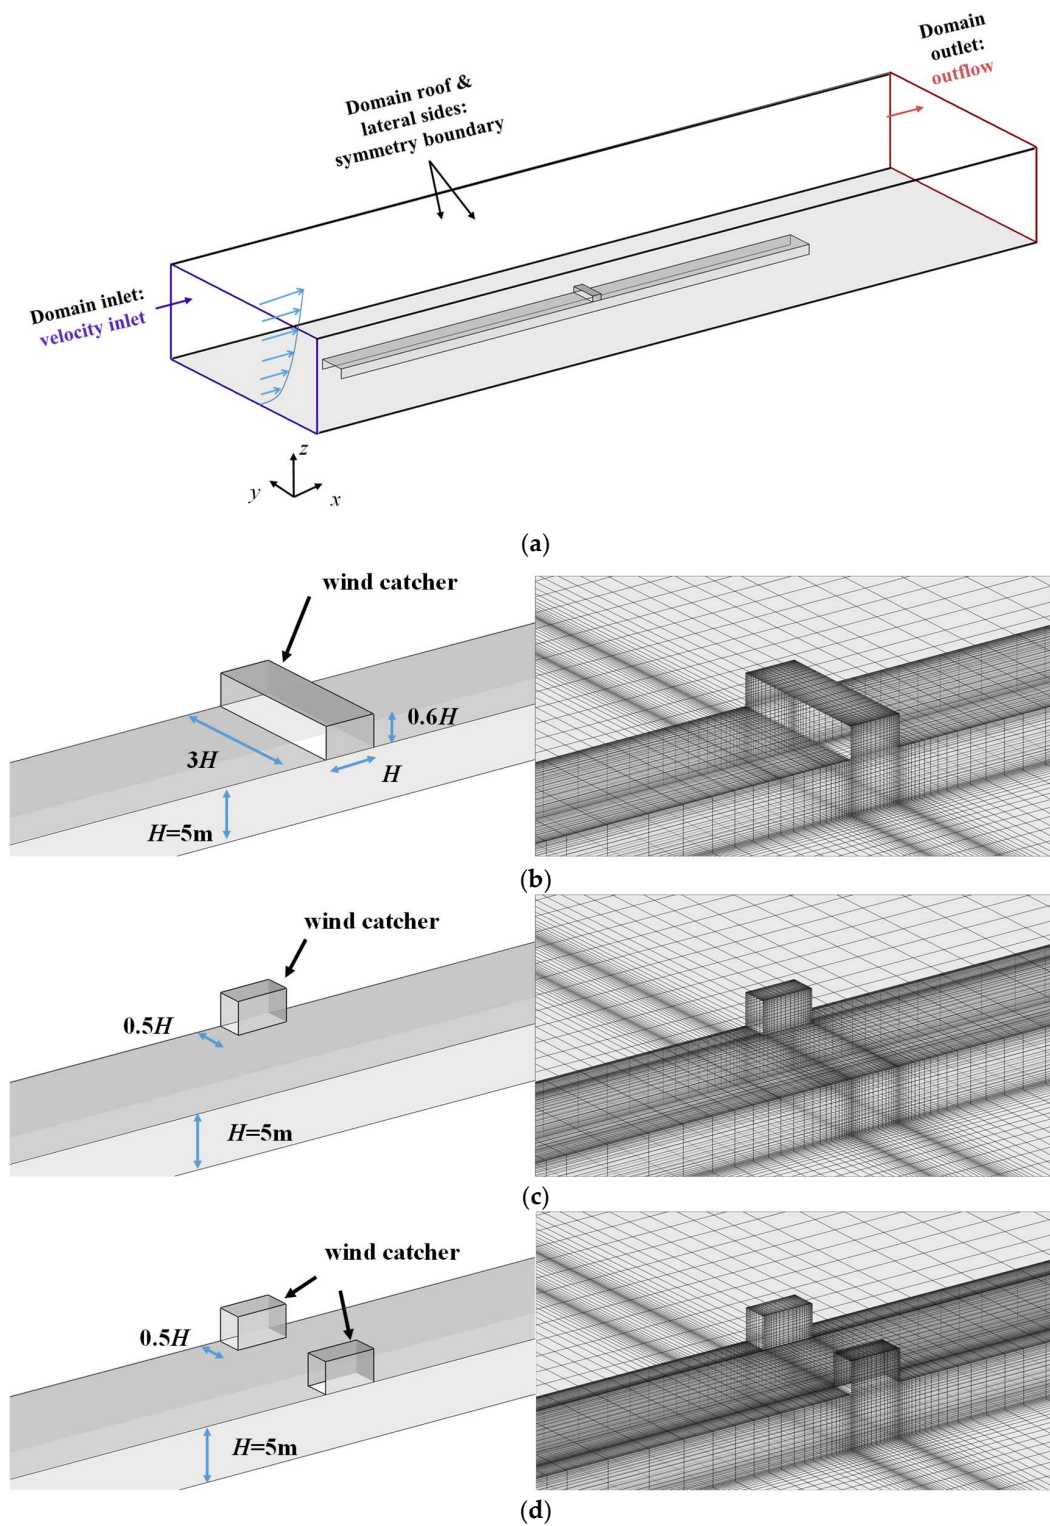 Domain
outlet:
outflow
Domain roof &
lateral sides:
symmetry boundary
Domain inlet:
velocity inlet
z
y
x
(a)
wind catcher
0.6H
3H
H
H=5m
(b)
wind catcher
0.5H
H=5m
(c)
wind catcher
0.5H
H=5m
(d)